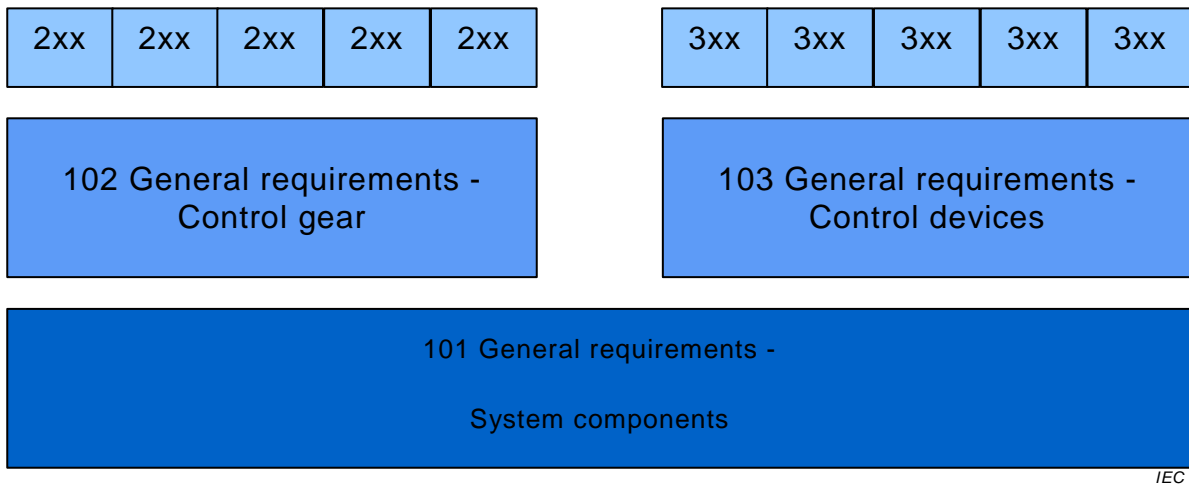 2xx 2xx 2xx 2xx 2xx 3xx 3xx 3xx 3xx 3xx
102 General requirements -
Control gear
103 General requirements -
Control devices
101 General requirements -
System components
IEC